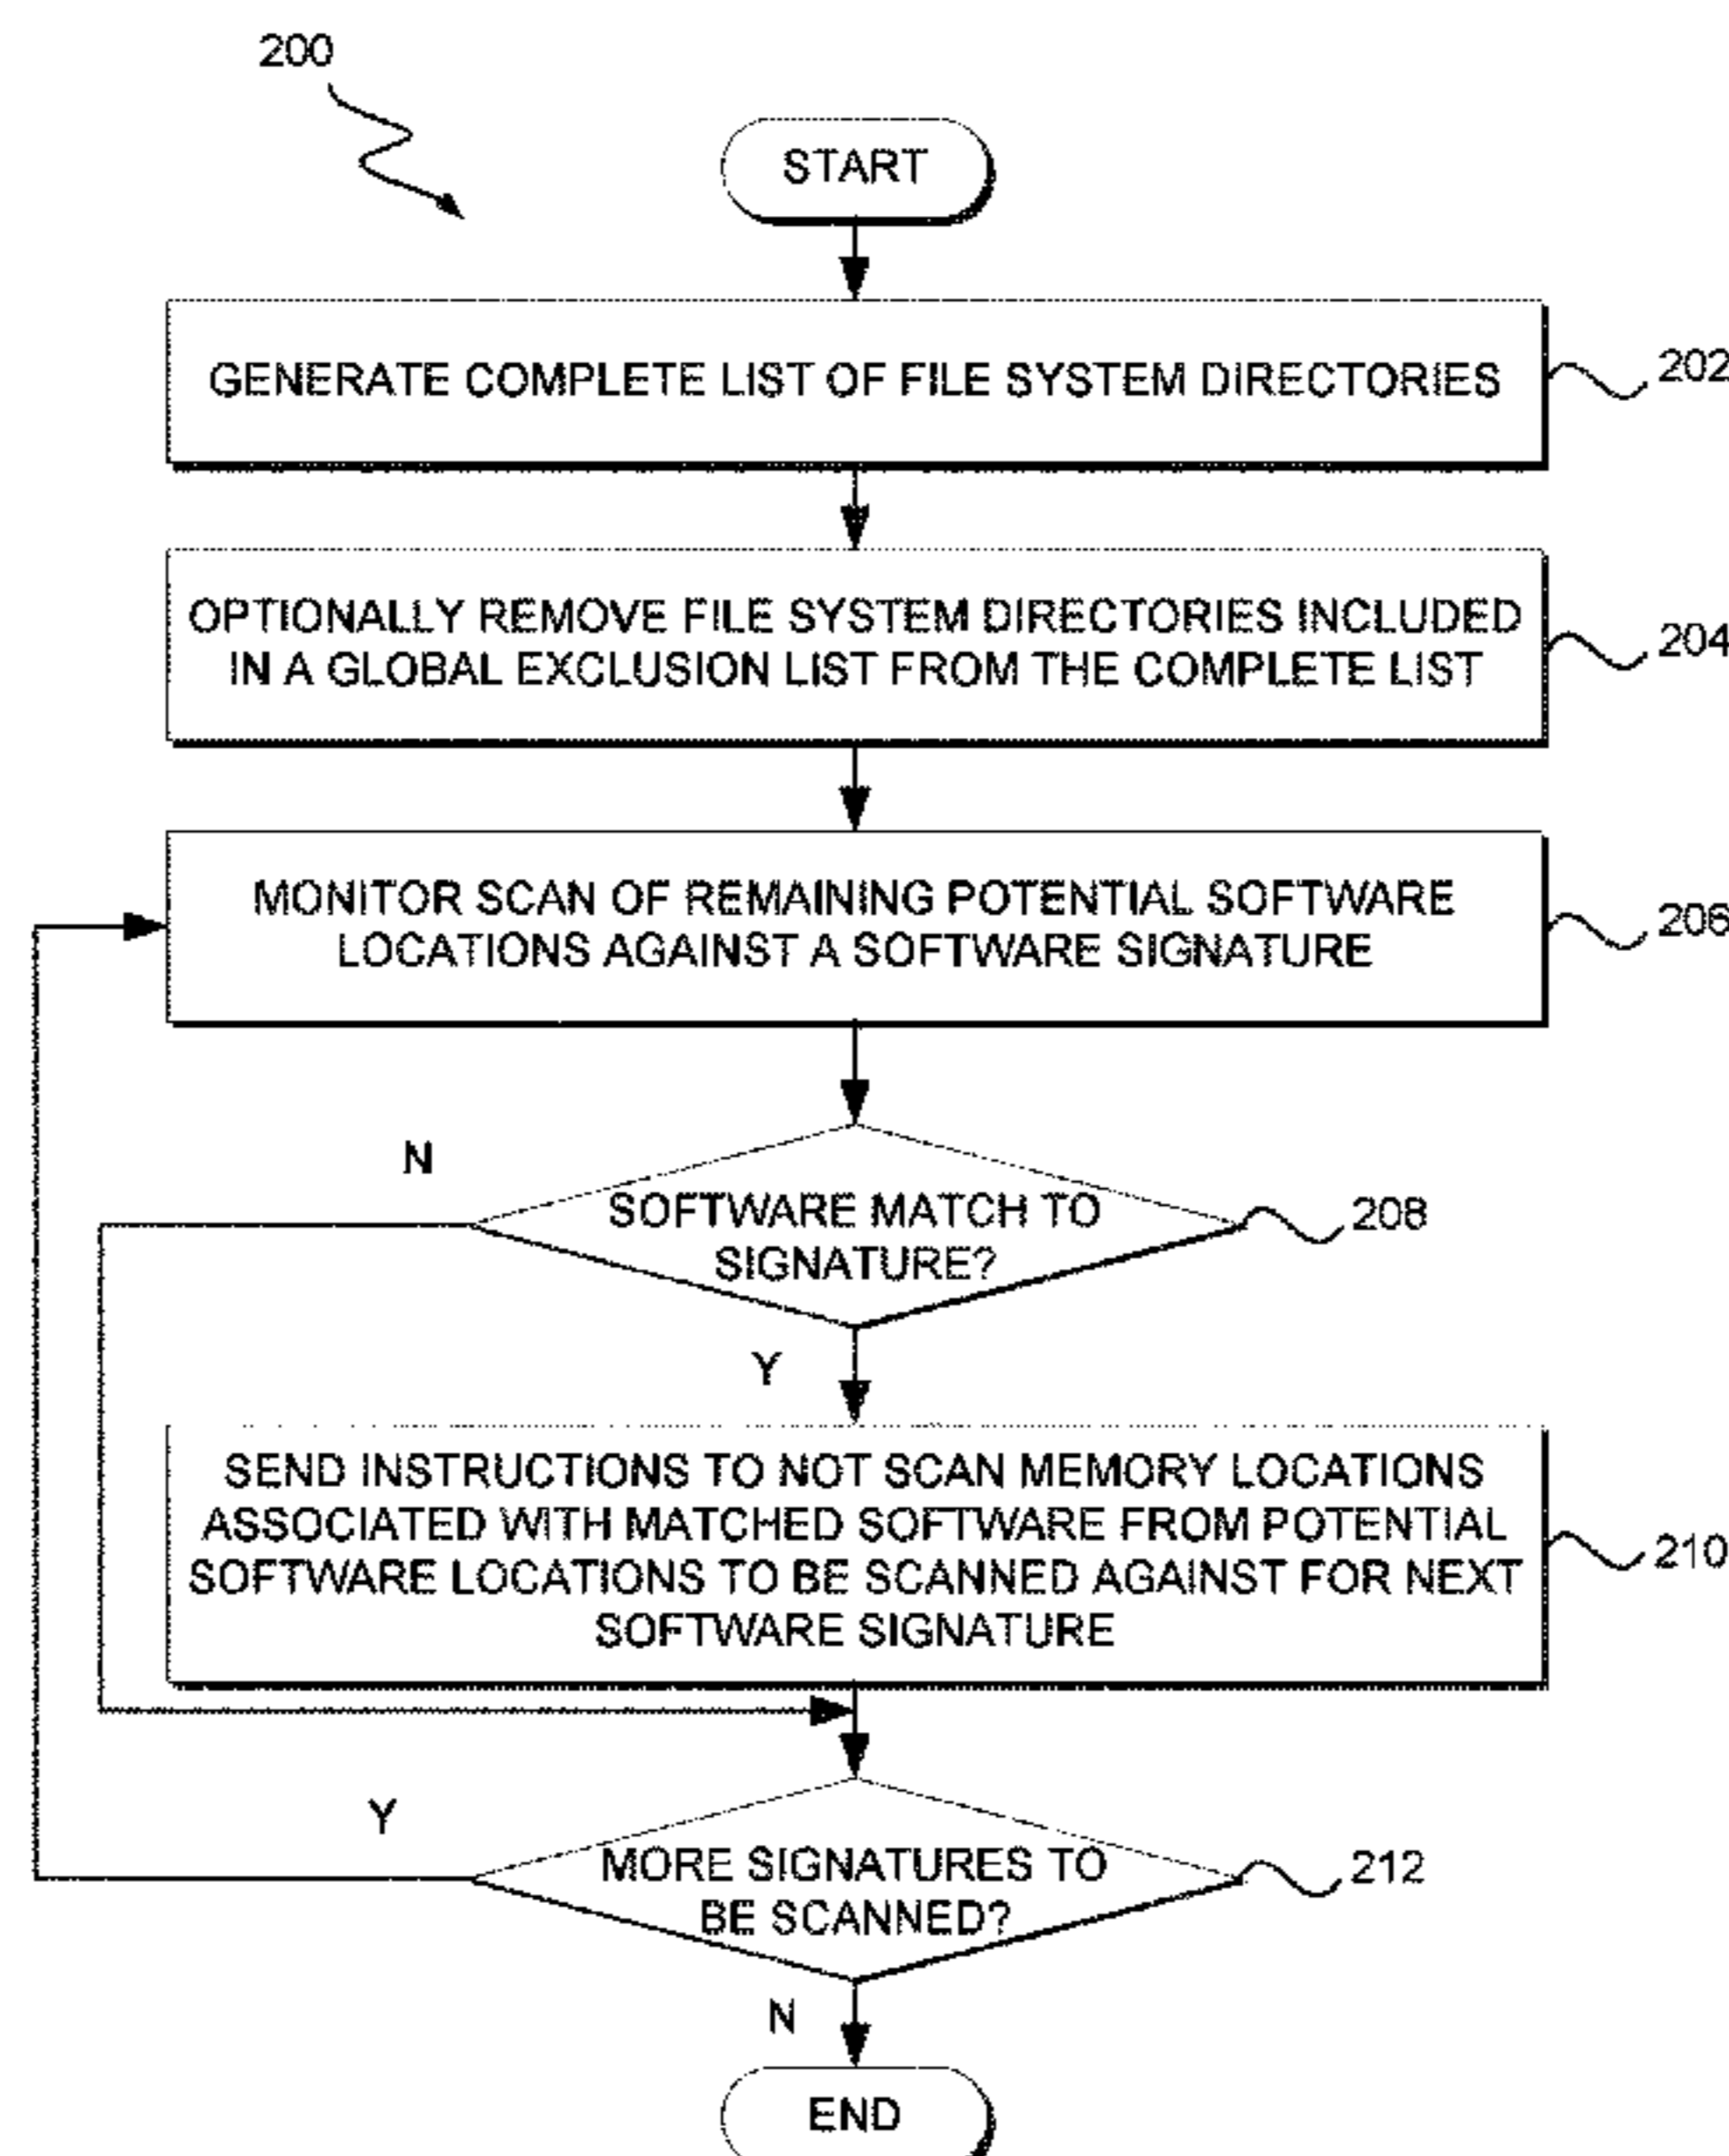 200
START
GENERATE COMPLETE LIST OF FILE SYSTEM DIRECTORIES
202
OPTIONALLY REMOVE FILE SYSTEM DIRECTORIES INCLUDED
IN A GLOBAL EXCLUSION LIST FROM THE COMPLETE LIST
204
MONITOR SCAN OF REMAINING POTENTIAL SOFTWARE
LOCATIONS AGAINST A SOFTWARE SIGNATURE
206
N
SOFTWARE MATCH TO
SIGNATURE?
208
Y
SEND INSTRUCTIONS TO NOT SCAN MEMORY LOCATIONS
ASSOCIATED WITH MATCHED SOFTWARE FROM POTENTIAL
SOFTWARE LOCATIONS TO BE SCANNED AGAINST FOR NEXT
SOFTWARE SIGNATURE
210
Y
MORE SIGNATURES TO
BE SCANNED?
212
N
END